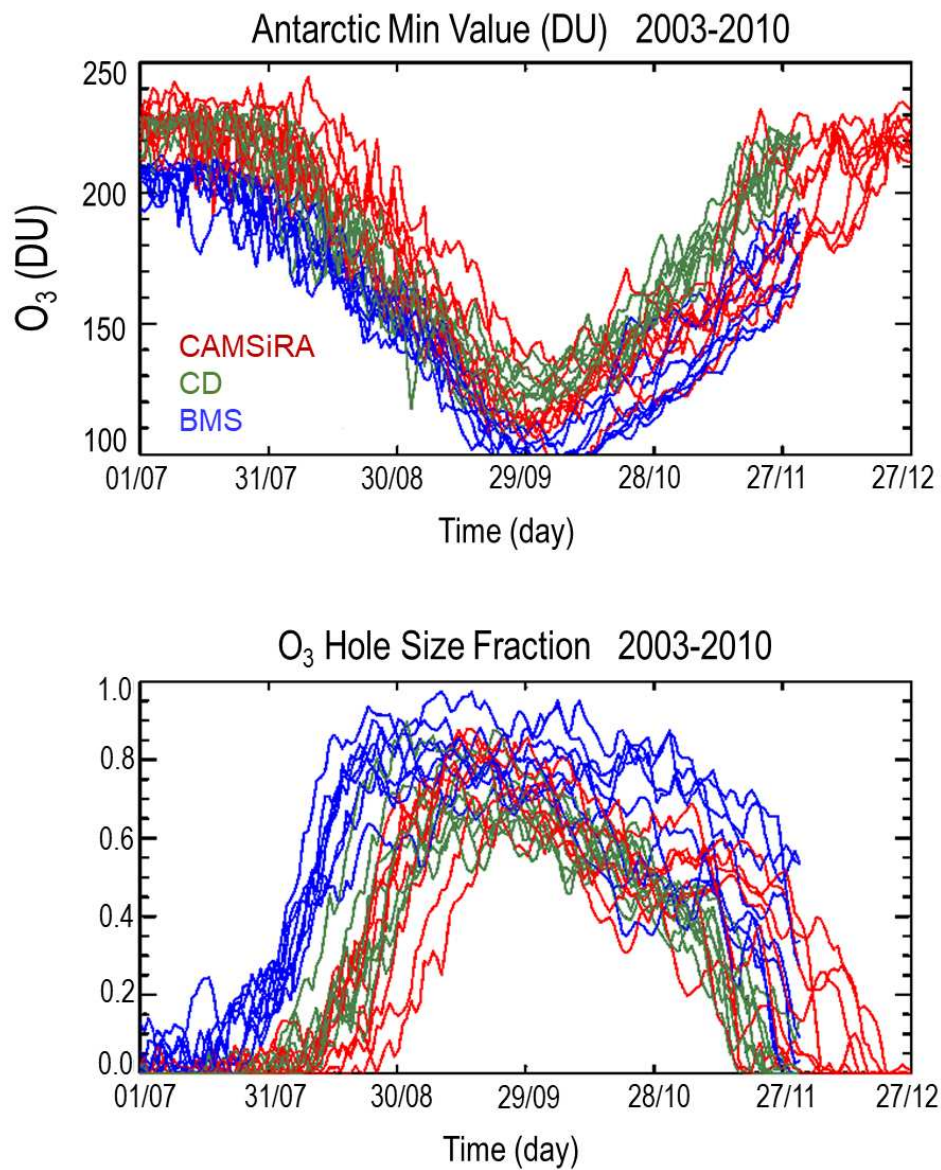 Antarctic Min Value (DU) 2003-2010
250
200
150
100
O₃ (DU)
CAMSiRA
CD
BMS
01/07 31/07 30/08 29/09 28/10 27/11 27/12
Time (day)
O₃ Hole Size Fraction 2003-2010
1.0
0.8
0.6
0.4
0.2
0.0
01/07 31/07 30/08 29/09 28/10 27/11 27/12
Time (day)